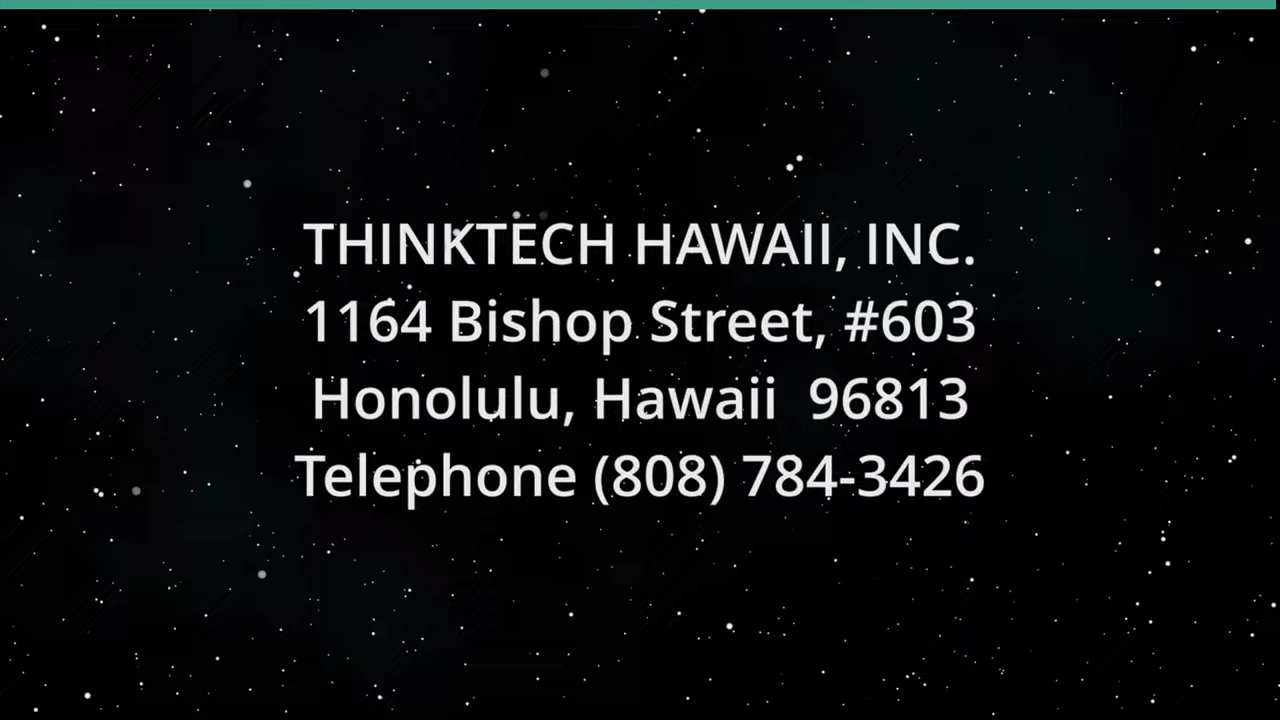 THINKTECH HAWAII, INC.
1164 Bishop Street, #603
Honolulu, Hawaii  96813
Telephone (808) 784-3426